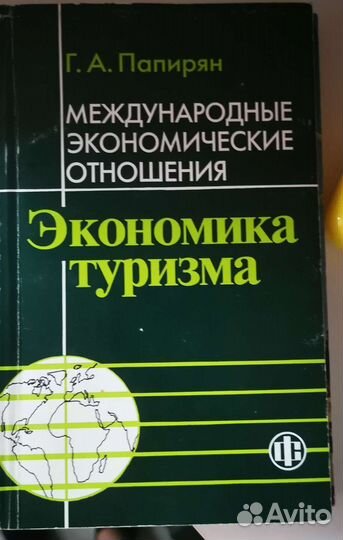 Г. А. Папирян
МЕЖДУНАРОДНЫЕ
ЭКОНОМИЧЕСКИЕ
ОТНОШЕНИЯ
Экономика
туризма
Avito